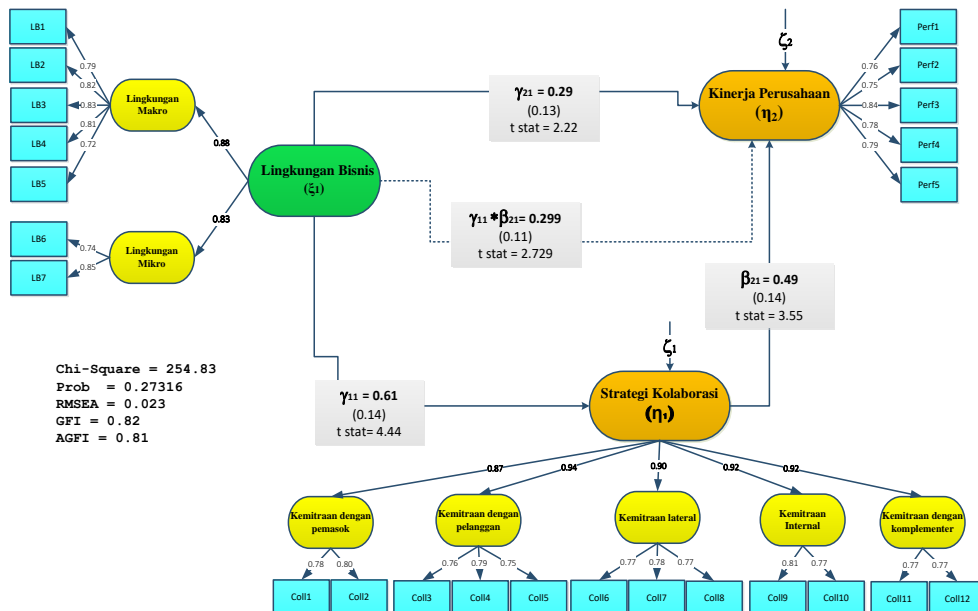 LB1
LB2
LB3
LB4
LB5
LB6
LB7
0.79
0.82
0.83
0.81
0.72
0.74
0.85
Lingkungan
Makro
Lingkungan
Mikro
0.88
0.83
Lingkungan Bisnis
(ξ1)
γ21 = 0.29
(0.13)
t stat = 2.22
γ11 *β21= 0.299
(0.11)
t stat = 2.729
ζ2
Kinerja Perusahaan
(η2)
0.76
0.75
0.84
0.78
0.79
Perf1
Perf2
Perf3
Perf4
Perf5
β21 = 0.49
(0.14)
t stat = 3.55
Chi-Square = 254.83
Prob = 0.27316
RMSEA = 0.023
GFI = 0.82
AGFI = 0.81
γ11 = 0.61
(0.14)
t stat= 4.44
ζ1
Strategi Kolaborasi
(η1)
0.87
0.94
0.90
0.92
0.92
Kemitraan dengan
pemasok
Kemitraan dengan
pelanggan
Kemitraan lateral
Kemitraan
Internal
Kemitraan dengan
komplementer
0.78
0.80
0.76
0.79
0.75
0.77
0.78
0.77
0.81
0.77
0.77
0.77
Coll1
Coll2
Coll3
Coll4
Coll5
Coll6
Coll7
Coll8
Coll9
Coll10
Coll11
Coll12